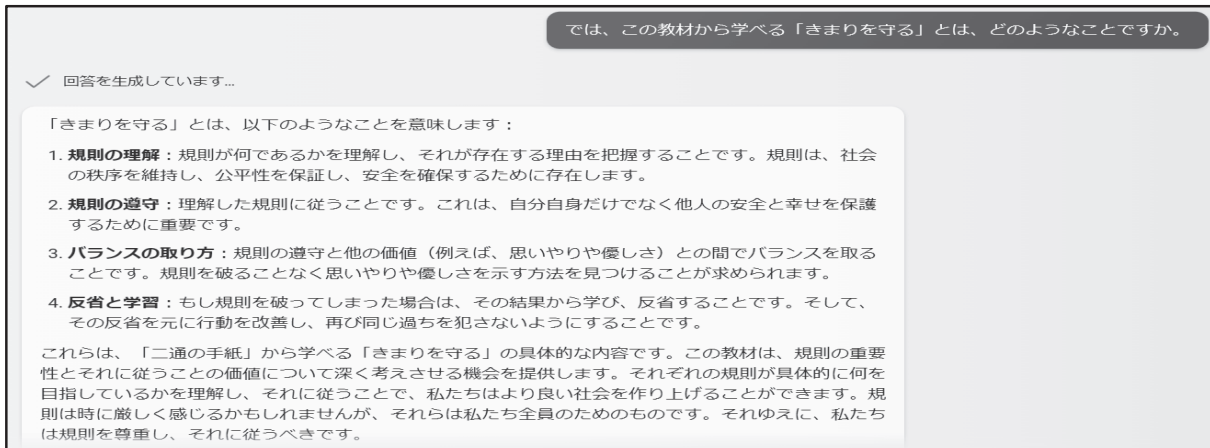 では、この教材から学べる「きまりを守る」とは、どのようなことですか。
回答を生成しています...
「きまりを守る」とは、以下のようなことを意味します：
1. 規則の理解：規則が何であるかを理解し、それが存在する理由を把握することです。規則は、社会
の秩序を維持し、公平性を保証し、安全を確保するために存在します。
2. 規則の遵守：理解した規則に従うことです。これは、自分自身だけでなく他人の安全と幸せを保護
するために重要です。
3. バランスの取り方：規則の遵守と他の価値（例えば、思いやりや優しさ）との間でバランスを取る
ことです。規則を破ることなく思いやりや優しさを示す方法を見つけることが求められます。
4. 反省と学習：もし規則を破ってしまった場合は、その結果から学び、反省することです。そして、
その反省を元に行動を改善し、再び同じ過ちを犯さないようにすることです。
これらは、「二通の手紙」から学べる「きまりを守る」の具体的な内容です。この教材は、規則の重要
性とそれに従うことの価値について深く考えさせる機会を提供します。それぞれの規則が具体的に何を
目指しているかを理解し、それに従うことで、私たちはより良い社会を作り上げることができます。規
則は時に厳しく感じるかもしれませんが、それらは私たち全員のためのものです。それゆえに、私たち
は規則を尊重し、それに従うべきです。